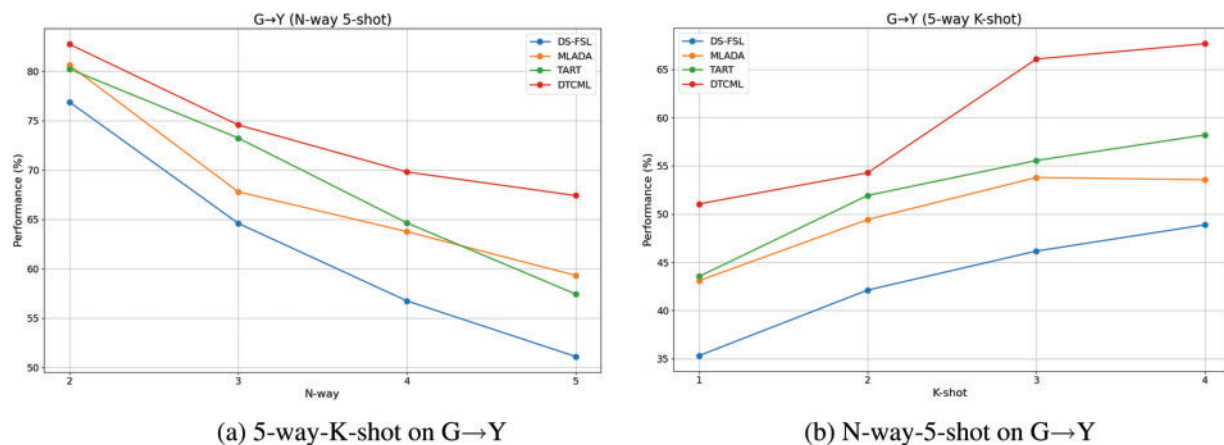 G→Y (N-way 5-shot)
DS-FSL
MLADA
TART
DTCML
Performance (%)
80
75
70
65
60
55
50
2 3 4 5
N-way
(a) 5-way-K-shot on G→Y
G→Y (5-way K-shot)
DS-FSL
MLADA
TART
DTCML
Performance (%)
65
60
55
50
45
40
35
1 2 3 4
K-shot
(b) N-way-5-shot on G→Y